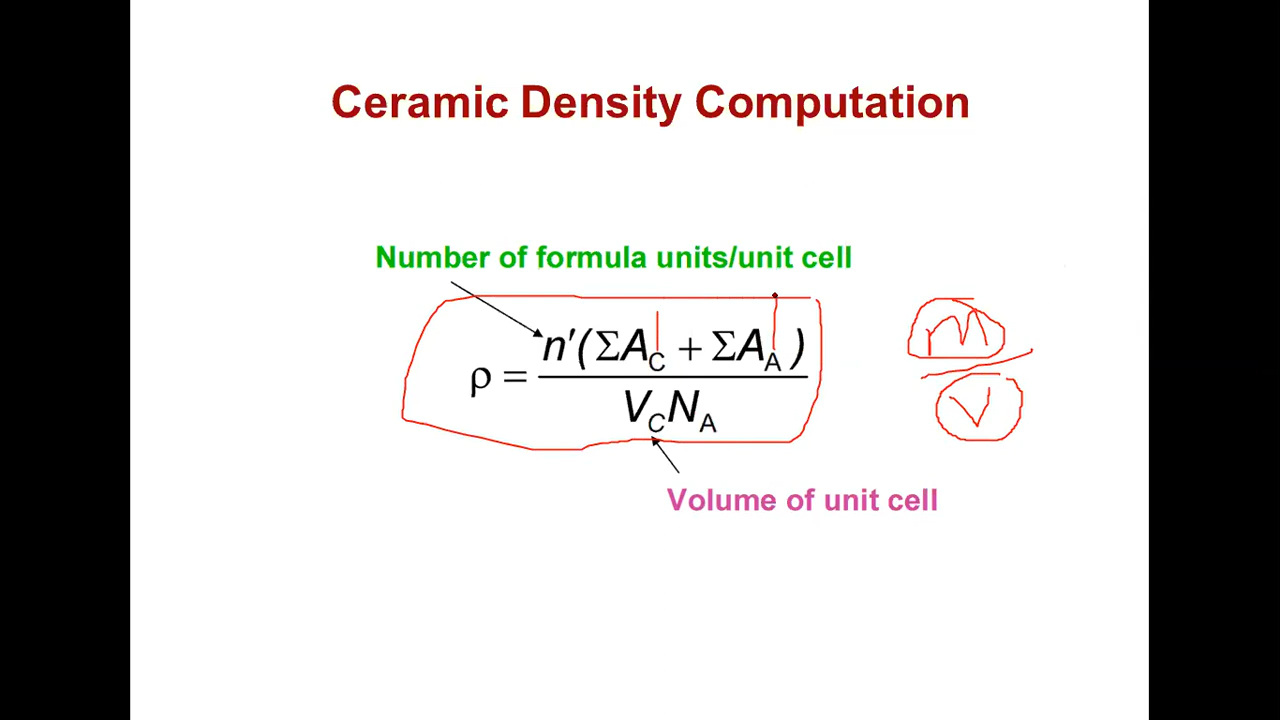 Ceramic Density Computation
Number of formula units/unit cell
ρ = n′(ΣA_C + ΣA_A) / V_C N_A
m / V
Volume of unit cell